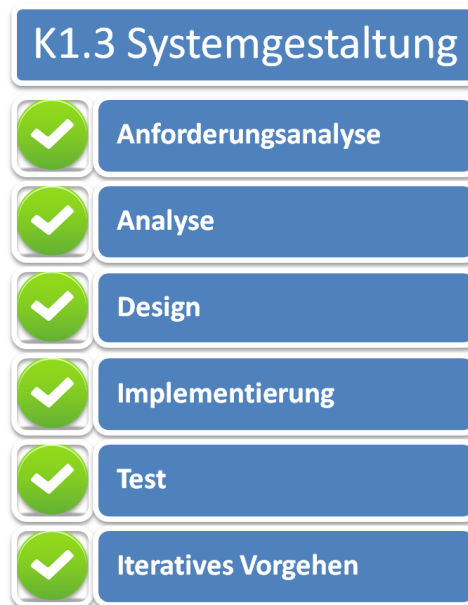 K1.3 Systemgestaltung
Anforderungsanalyse
Analyse
Design
Implementierung
Test
Iteratives Vorgehen